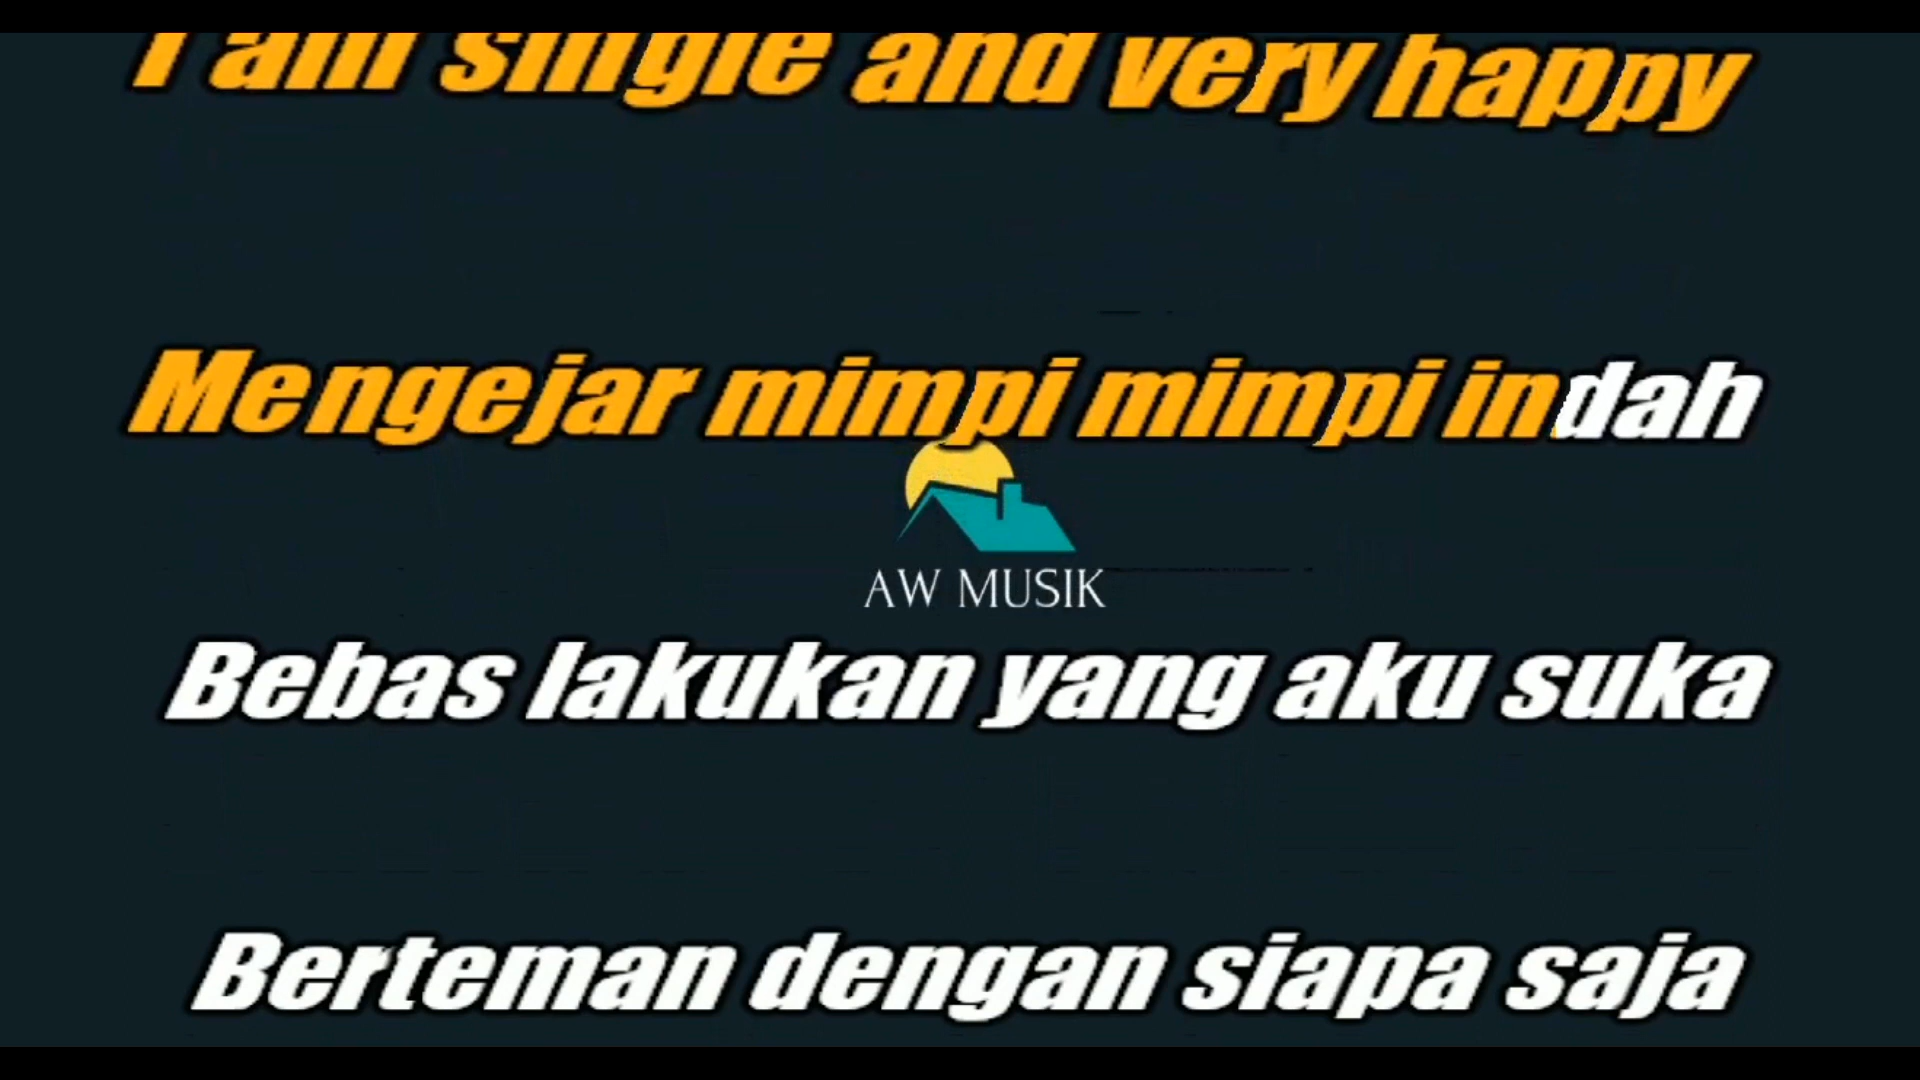 I am single and very happy
Mengejar mimpi mimpi indah
AW MUSIK
Bebas lakukan yang aku suka
Berteman dengan siapa saja